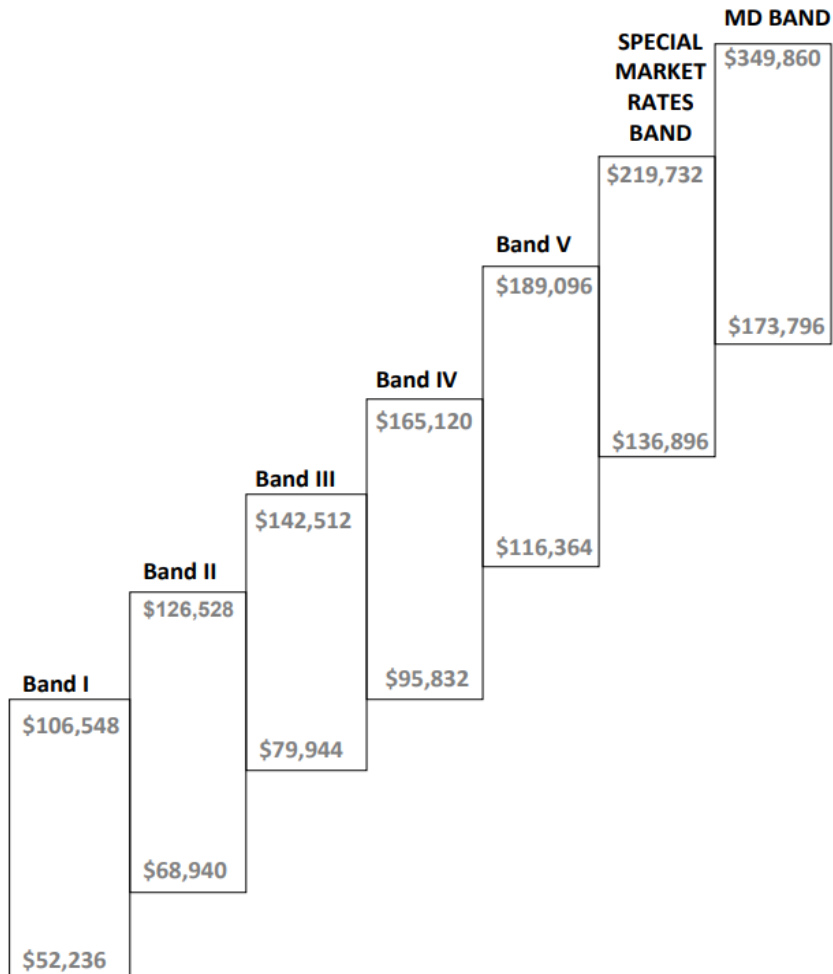 MD BAND
$349,860
SPECIAL
MARKET
RATES
BAND
$219,732
Band V
$189,096
$173,796
Band IV
$165,120
$136,896
Band III
$142,512
$116,364
Band II
$126,528
$95,832
Band I
$106,548
$79,944
$68,940
$52,236